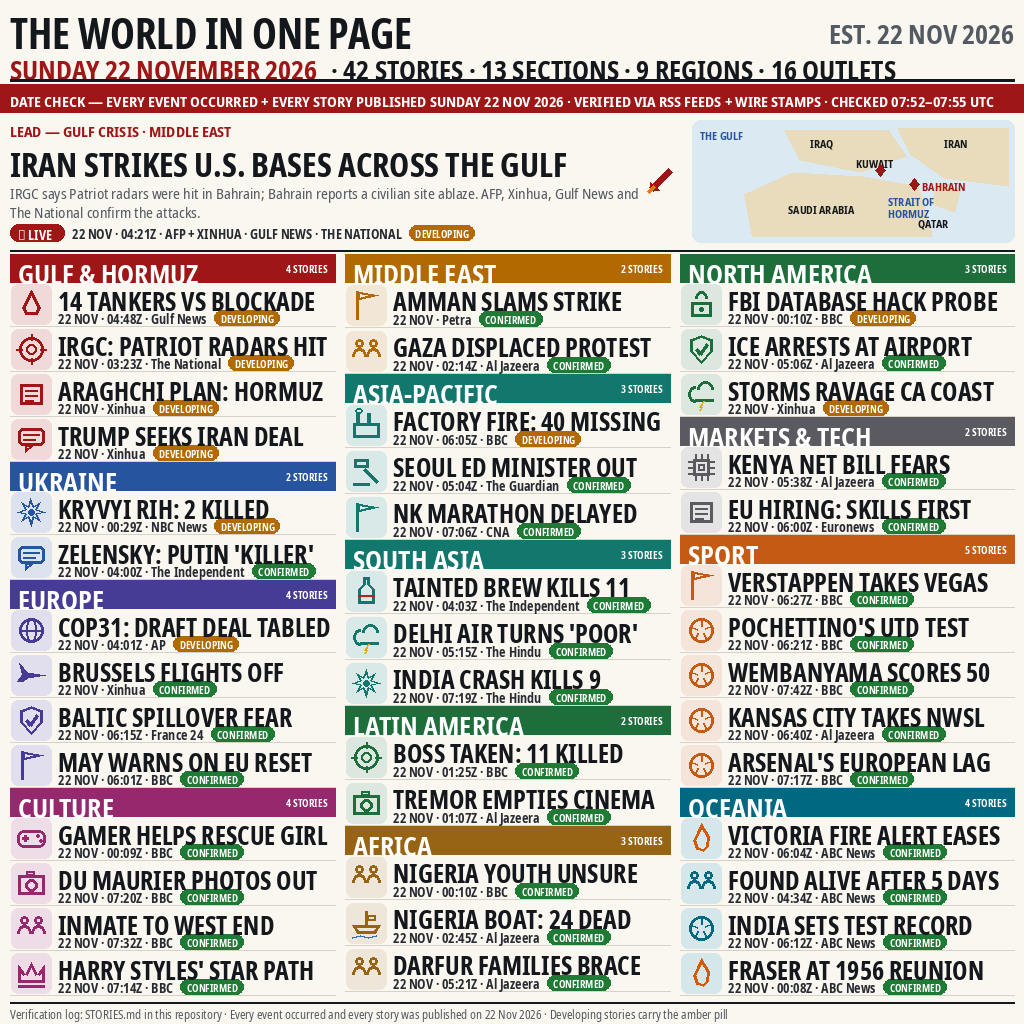 THE WORLD IN ONE PAGE
EST. 22 NOV 2026
SUNDAY 22 NOVEMBER 2026 · 42 STORIES · 13 SECTIONS · 9 REGIONS · 16 OUTLETS
DATE CHECK — EVERY EVENT OCCURRED + EVERY STORY PUBLISHED SUNDAY 22 NOV 2026 · VERIFIED VIA RSS FEEDS + WIRE STAMPS · CHECKED 07:52–07:55 UTC
LEAD — GULF CRISIS · MIDDLE EAST
IRAN STRIKES U.S. BASES ACROSS THE GULF
IRGC says Patriot radars were hit in Bahrain; Bahrain reports a civilian site ablaze. AFP, Xinhua, Gulf News and
The National confirm the attacks.
LIVE 22 NOV · 04:21Z · AFP + XINHUA · GULF NEWS · THE NATIONAL DEVELOPING
THE GULF
IRAQ
IRAN
KUWAIT
BAHRAIN
STRAIT OF
HORMUZ
SAUDI ARABIA
QATAR
GULF & HORMUZ 4 STORIES
14 TANKERS VS BLOCKADE
22 NOV · 04:48Z · Gulf News DEVELOPING
IRGC: PATRIOT RADARS HIT
22 NOV · 03:23Z · The National DEVELOPING
ARAGHCHI PLAN: HORMUZ
22 NOV · Xinhua DEVELOPING
TRUMP SEEKS IRAN DEAL
22 NOV · Xinhua DEVELOPING
UKRAINE 2 STORIES
KRYVYI RIH: 2 KILLED
22 NOV · 00:29Z · NBC News DEVELOPING
ZELENSKY: PUTIN 'KILLER'
22 NOV · 04:00Z · The Independent CONFIRMED
EUROPE 4 STORIES
COP31: DRAFT DEAL TABLED
22 NOV · 04:01Z · AP DEVELOPING
BRUSSELS FLIGHTS OFF
22 NOV · Xinhua CONFIRMED
BALTIC SPILLOVER FEAR
22 NOV · 06:15Z · France 24 CONFIRMED
MAY WARNS ON EU RESET
22 NOV · 06:01Z · BBC CONFIRMED
CULTURE 4 STORIES
GAMER HELPS RESCUE GIRL
22 NOV · 00:09Z · BBC CONFIRMED
DU MAURIER PHOTOS OUT
22 NOV · 07:20Z · BBC CONFIRMED
INMATE TO WEST END
22 NOV · 07:32Z · BBC CONFIRMED
HARRY STYLES' STAR PATH
22 NOV · 07:14Z · BBC CONFIRMED
MIDDLE EAST 2 STORIES
AMMAN SLAMS STRIKE
22 NOV · Petra CONFIRMED
GAZA DISPLACED PROTEST
22 NOV · 02:14Z · Al Jazeera CONFIRMED
ASIA-PACIFIC 3 STORIES
FACTORY FIRE: 40 MISSING
22 NOV · 06:05Z · BBC DEVELOPING
SEOUL ED MINISTER OUT
22 NOV · 05:04Z · The Guardian CONFIRMED
NK MARATHON DELAYED
22 NOV · 07:06Z · CNA CONFIRMED
SOUTH ASIA 3 STORIES
TAINTED BREW KILLS 11
22 NOV · 04:03Z · The Independent CONFIRMED
DELHI AIR TURNS 'POOR'
22 NOV · 05:15Z · The Hindu CONFIRMED
INDIA CRASH KILLS 9
22 NOV · 07:19Z · The Hindu CONFIRMED
LATIN AMERICA 2 STORIES
BOSS TAKEN: 11 KILLED
22 NOV · 01:25Z · BBC CONFIRMED
TREMOR EMPTIES CINEMA
22 NOV · 01:07Z · Al Jazeera CONFIRMED
AFRICA 3 STORIES
NIGERIA YOUTH UNSURE
22 NOV · 00:10Z · BBC CONFIRMED
NIGERIA BOAT: 24 DEAD
22 NOV · 02:45Z · Al Jazeera CONFIRMED
DARFUR FAMILIES BRACE
22 NOV · 05:21Z · Al Jazeera CONFIRMED
NORTH AMERICA 3 STORIES
FBI DATABASE HACK PROBE
22 NOV · 00:10Z · BBC DEVELOPING
ICE ARRESTS AT AIRPORT
22 NOV · 05:06Z · Al Jazeera CONFIRMED
STORMS RAVAGE CA COAST
22 NOV · Xinhua DEVELOPING
MARKETS & TECH 2 STORIES
KENYA NET BILL FEARS
22 NOV · 05:38Z · Al Jazeera CONFIRMED
EU HIRING: SKILLS FIRST
22 NOV · 06:00Z · Euronews CONFIRMED
SPORT 5 STORIES
VERSTAPPEN TAKES VEGAS
22 NOV · 06:27Z · BBC CONFIRMED
POCHETTINO'S UTD TEST
22 NOV · 06:21Z · BBC CONFIRMED
WEMBANYAMA SCORES 50
22 NOV · 07:42Z · BBC CONFIRMED
KANSAS CITY TAKES NWSL
22 NOV · 06:40Z · Al Jazeera CONFIRMED
ARSENAL'S EUROPEAN LAG
22 NOV · 07:17Z · BBC CONFIRMED
OCEANIA 4 STORIES
VICTORIA FIRE ALERT EASES
22 NOV · 06:04Z · ABC News CONFIRMED
FOUND ALIVE AFTER 5 DAYS
22 NOV · 04:34Z · ABC News CONFIRMED
INDIA SETS TEST RECORD
22 NOV · 06:12Z · ABC News CONFIRMED
FRASER AT 1956 REUNION
22 NOV · 00:08Z · ABC News CONFIRMED
Verification log: STORIES.md in this repository · Every event occurred and every story was published on 22 Nov 2026 · Developing stories carry the amber pill